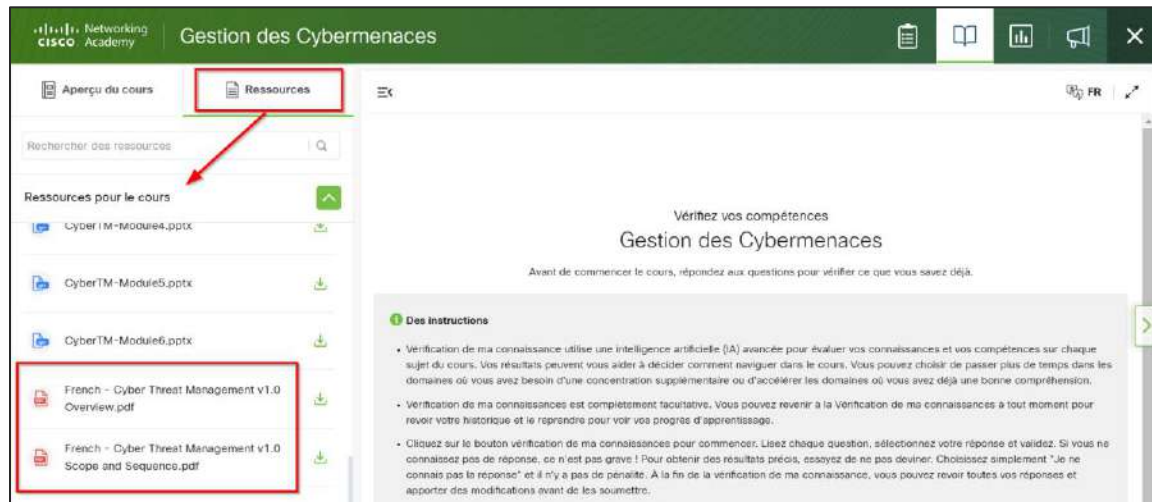 Networking
CISCO Academy
Gestion des Cybermenaces
Aperçu du cours
Ressources
FR
Rechercher des ressources
Ressources pour le cours
CyberTM-Module4.pptx
CyberTM-Module5.pptx
CyberTM-Module6.pptx
French - Cyber Threat Management v1.0
Overview.pdf
French - Cyber Threat Management v1.0
Scope and Sequence.pdf
Vérifiez vos compétences
Gestion des Cybermenaces
Avant de commencer le cours, répondez aux questions pour vérifier ce que vous savez déjà.
Des instructions
• Vérification de ma connaissance utilise une intelligence artificielle (IA) avancée pour évaluer vos connaissances et vos compétences sur chaque
sujet du cours. Vos résultats peuvent vous aider à décider comment naviguer dans le cours. Vous pouvez choisir de passer plus de temps dans les
domaines où vous avez besoin d'une concentration supplémentaire ou d'accélérer les domaines où vous avez déjà une bonne compréhension.
• Vérification de ma connaissances est complètement facultative. Vous pouvez revenir à la Vérification de ma connaissances à tout moment pour
revoir votre historique et le reprendre pour voir vos progrès d'apprentissage.
• Cliquez sur le bouton vérification de ma connaissances pour commencer. Lisez chaque question, sélectionnez votre réponse et validez. Si vous ne
connaissez pas de réponse, ce n'est pas grave ! Pour obtenir des résultats précis, essayez de ne pas deviner. Choisissez simplement "Je ne
connais pas la réponse" et il n'y a pas de pénalité. À la fin de la vérification de ma connaissance, vous pouvez revoir toutes vos réponses et
apporter des modifications avant de les soumettre.